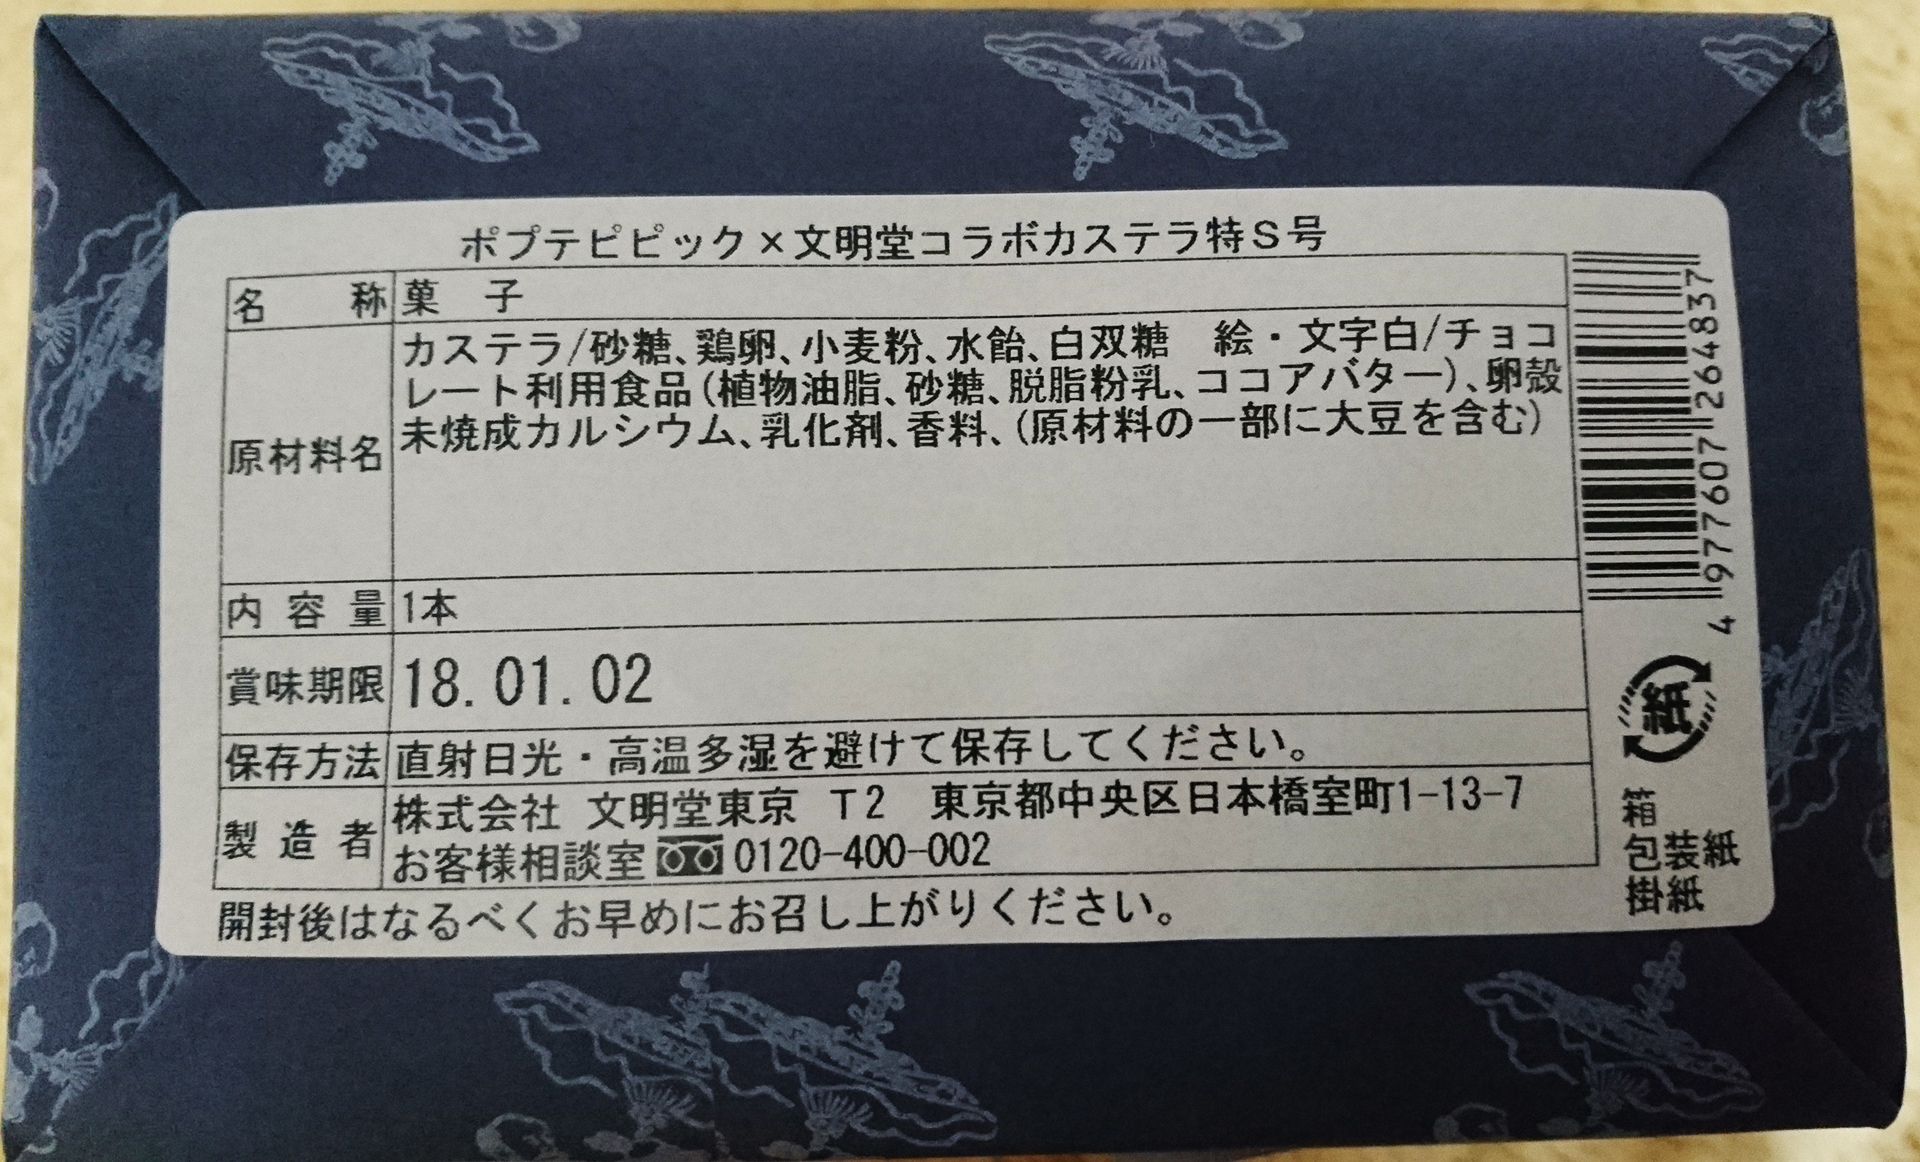 ポプテピピック×文明堂コラボカステラ特S号
名称 菓子
原材料名 カステラ/砂糖、鶏卵、小麦粉、水飴、白双糖　絵・文字白/チョコ
レート利用食品(植物油脂、砂糖、脱脂粉乳、ココアバター)、卵殻
未焼成カルシウム、乳化剤、香料、(原材料の一部に大豆を含む)
内容量 1本
賞味期限 18.01.02
保存方法 直射日光・高温多湿を避けて保存してください。
製造者 株式会社 文明堂東京 T2 東京都中央区日本橋室町1-13-7
お客様相談室 0120-400-002
開封後はなるべくお早めにお召し上がりください。
4 977607 264837
紙
箱
包装紙
掛紙